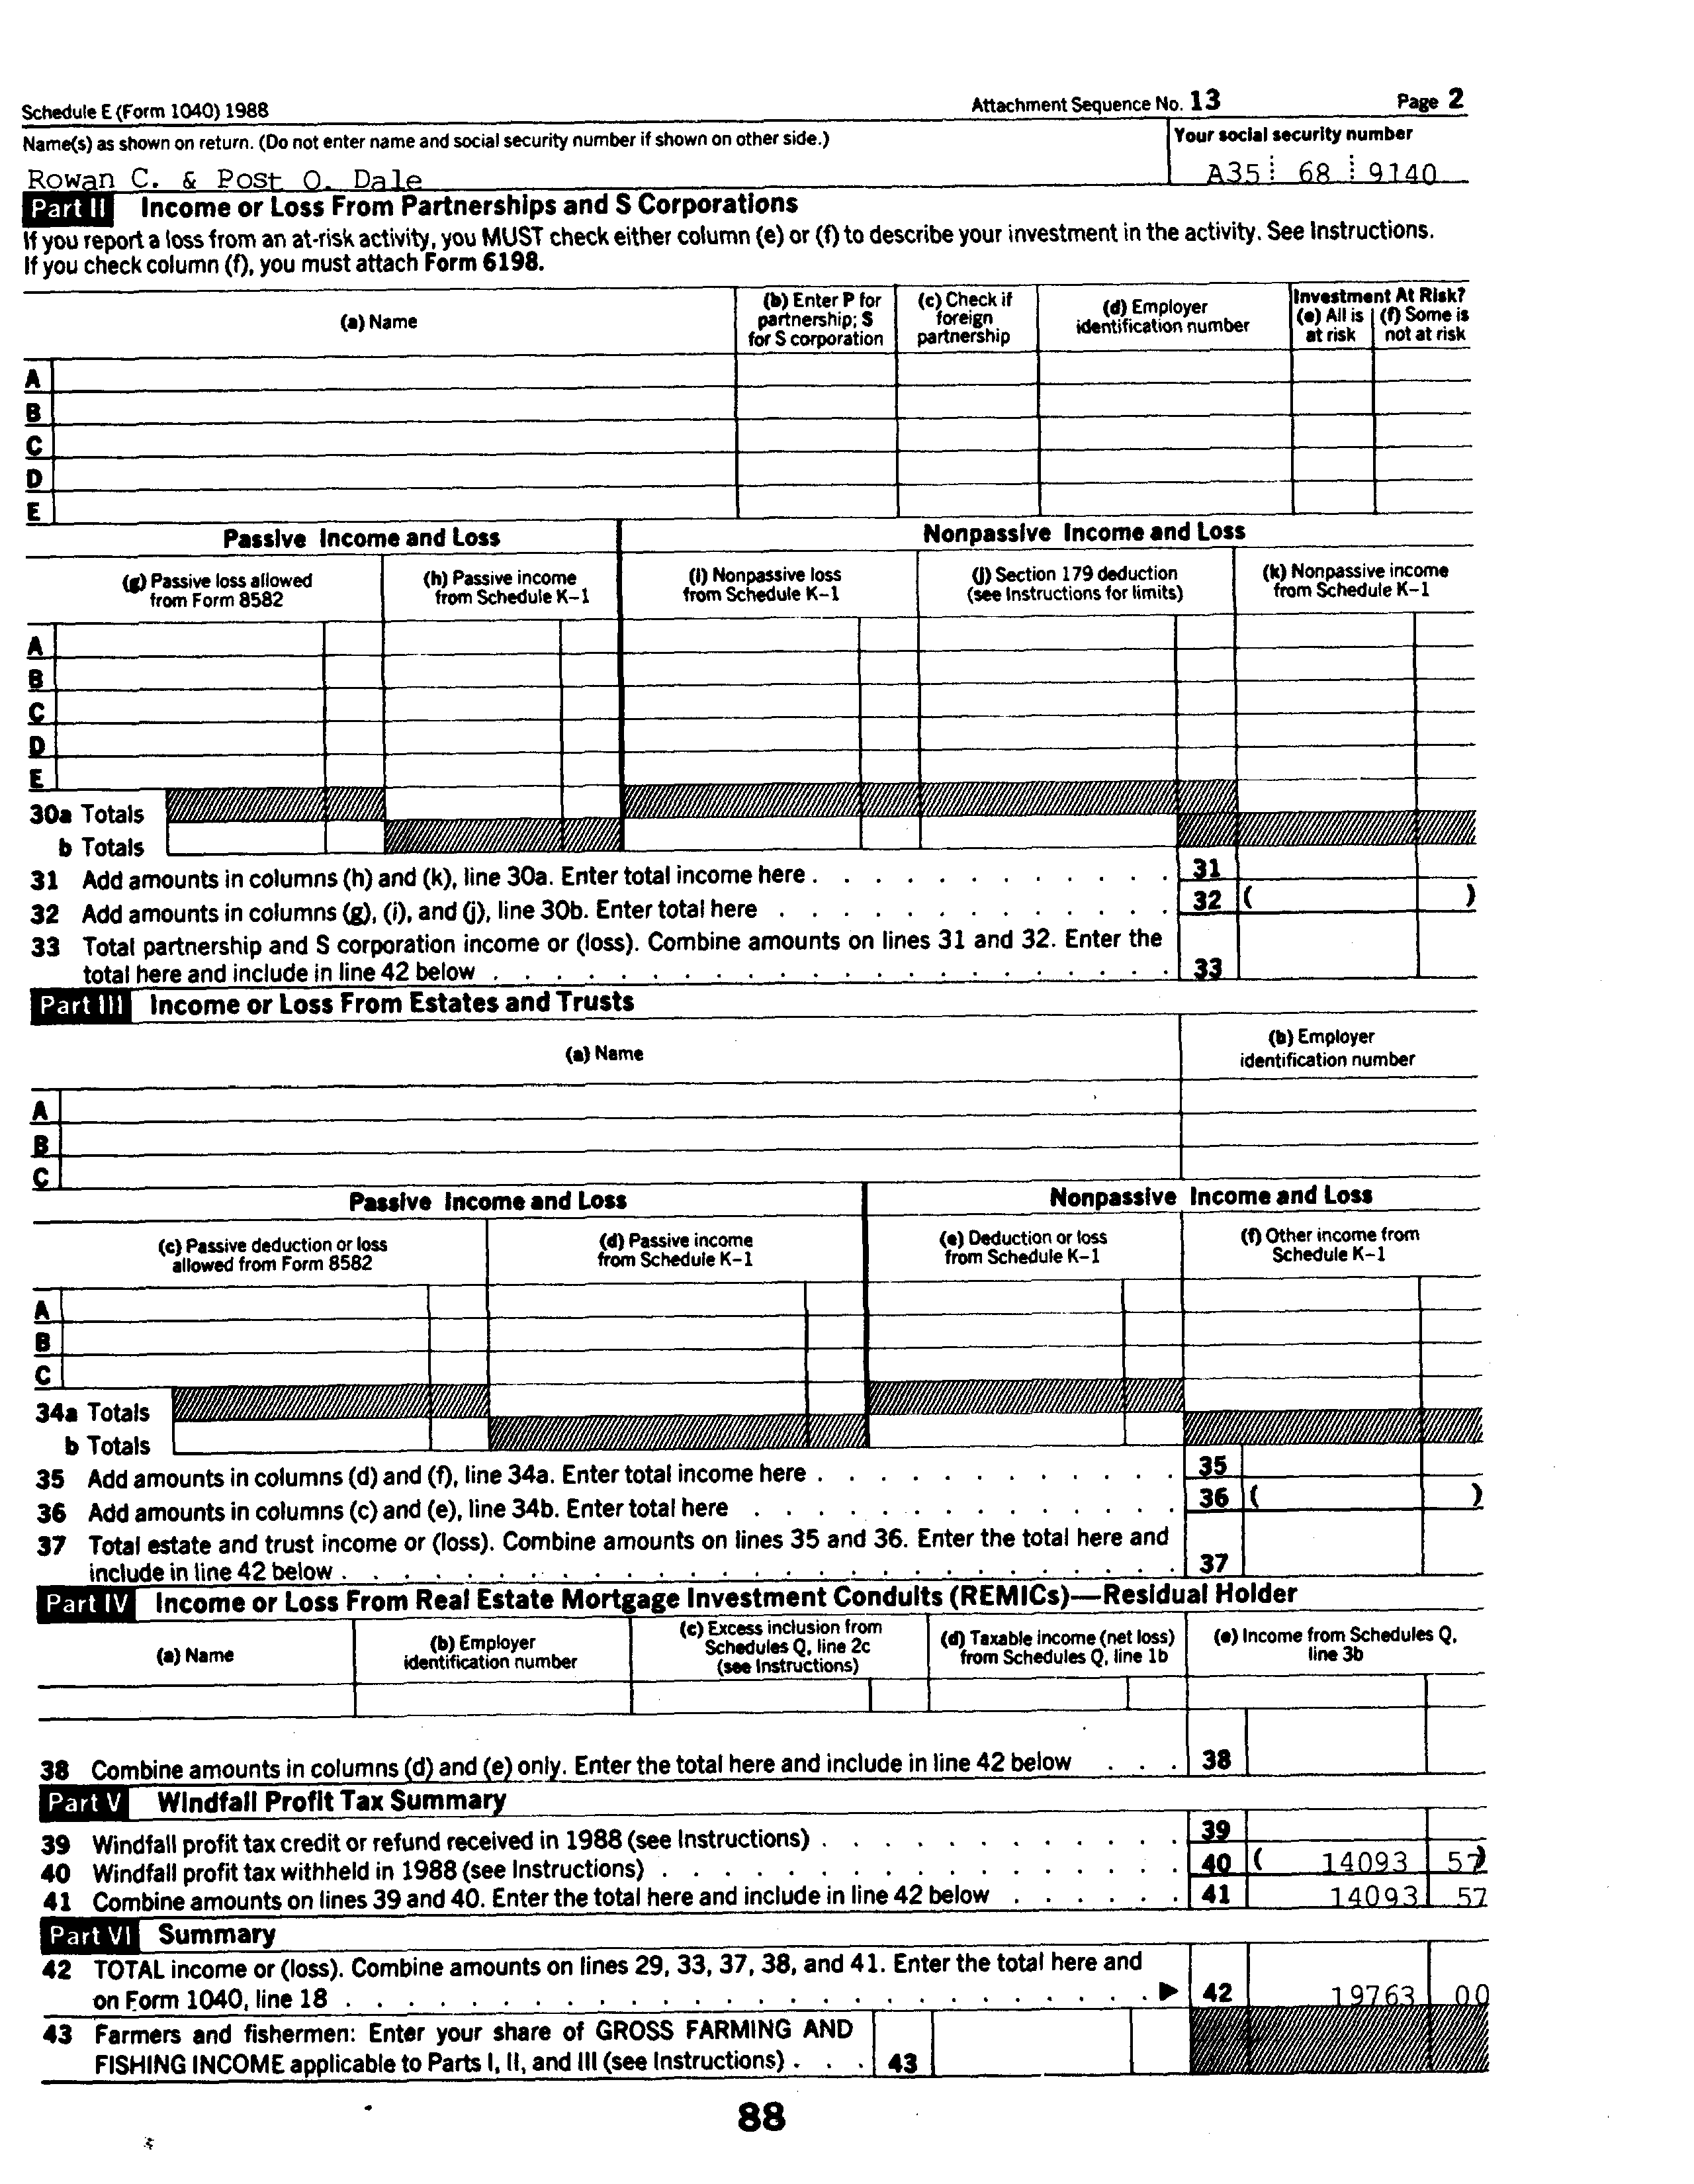 Schedule E (Form 1040) 1988 Attachment Sequence No. 13 Page 2
Name(s) as shown on return. (Do not enter name and social security number if shown on other side.) Your social security number
Rowan C. & Post O. Dale A35 68 9140
Part II Income or Loss From Partnerships and S Corporations
If you report a loss from an at-risk activity, you MUST check either column (e) or (f) to describe your investment in the activity. See Instructions.
If you check column (f), you must attach Form 6198.
(a) Name (b) Enter P for partnership; S for S corporation (c) Check if foreign partnership (d) Employer identification number Investment At Risk? (e) All is at risk (f) Some is not at risk
A
B
C
D
E
Passive Income and Loss Nonpassive Income and Loss
(g) Passive loss allowed from Form 8582 (h) Passive income from Schedule K-1 (i) Nonpassive loss from Schedule K-1 (j) Section 179 deduction (see Instructions for limits) (k) Nonpassive income from Schedule K-1
A
B
C
D
E
30a Totals
b Totals
31 Add amounts in columns (h) and (k), line 30a. Enter total income here . . . . . . . . . . . . 31
32 Add amounts in columns (g), (i), and (j), line 30b. Enter total here . . . . . . . . . . . . . 32 ( )
33 Total partnership and S corporation income or (loss). Combine amounts on lines 31 and 32. Enter the
total here and include in line 42 below . . . . . . . . . . . . . . . . . . . . . . 33
Part III Income or Loss From Estates and Trusts
(a) Name (b) Employer identification number
A
B
C
Passive Income and Loss Nonpassive Income and Loss
(c) Passive deduction or loss allowed from Form 8582 (d) Passive income from Schedule K-1 (e) Deduction or loss from Schedule K-1 (f) Other income from Schedule K-1
A
B
C
34a Totals
b Totals
35 Add amounts in columns (d) and (f), line 34a. Enter total income here . . . . . . . . . . . . 35
36 Add amounts in columns (c) and (e), line 34b. Enter total here . . . . . . . . . . . . . . 36 ( )
37 Total estate and trust income or (loss). Combine amounts on lines 35 and 36. Enter the total here and
include in line 42 below . . . . . . . . . . . . . . . . . . . . . . . . . . 37
Part IV Income or Loss From Real Estate Mortgage Investment Conduits (REMICs)—Residual Holder
(a) Name (b) Employer identification number (c) Excess inclusion from Schedules Q, line 2c (see Instructions) (d) Taxable income (net loss) from Schedules Q, line 1b (e) Income from Schedules Q, line 3b
38 Combine amounts in columns (d) and (e) only. Enter the total here and include in line 42 below . . . 38
Part V Windfall Profit Tax Summary
39 Windfall profit tax credit or refund received in 1988 (see Instructions) . . . . . . . . . . . . 39
40 Windfall profit tax withheld in 1988 (see Instructions) . . . . . . . . . . . . . . . . . 40 ( 14093 57)
41 Combine amounts on lines 39 and 40. Enter the total here and include in line 42 below . . . . . . 41 14093 57
Part VI Summary
42 TOTAL income or (loss). Combine amounts on lines 29, 33, 37, 38, and 41. Enter the total here and
on Form 1040, line 18 . . . . . . . . . . . . . . . . . . . . . . . . . . ▶ 42 19763 00
43 Farmers and fishermen: Enter your share of GROSS FARMING AND
FISHING INCOME applicable to Parts I, II, and III (see Instructions) . . . 43
88